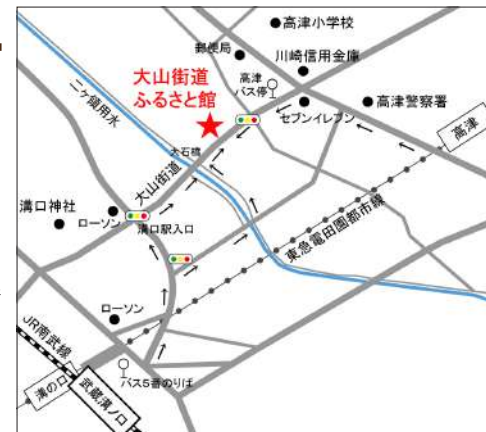 高津小学校
郵便局
川崎信用金庫
大山街道
ふるさと館
高津
バス停
二ヶ領用水
セブンイレブン
高津警察署
高津
大石橋
大山街道
溝口神社
ローソン
溝口駅入口
東急電田園都市線
ローソン
JR南武線
溝の口
武蔵溝ノ口
バス5番のりば